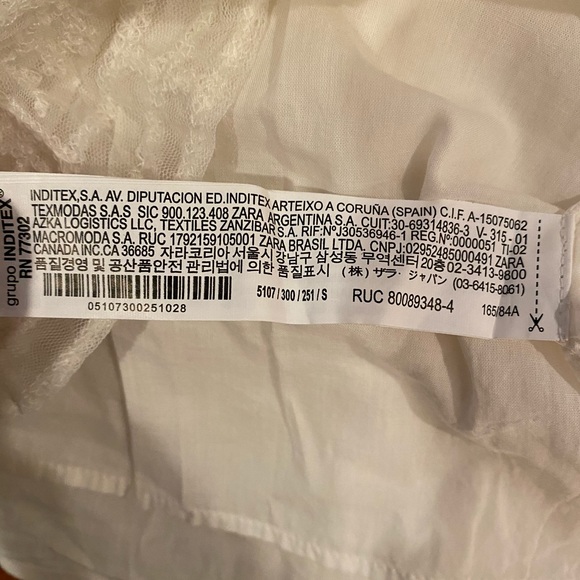 grupo INDITEX®
RN 77302
INDITEX,S.A. AV. DIPUTACION ED.INDITEX ARTEIXO A CORUÑA (SPAIN) C.I.F. A-15075062
TEXMODAS S.A.S SIC 900.123.408 ZARA ARGENTINA S.A. CUIT:30-69314836-3 V- 315 - 01
AZKA LOGISTICS LLC, TEXTILES ZANZIBAR S.A. RIF:NºJ30536946-1 REG.Nº0000051 TI-02
MACROMODA S.A. RUC 1792159105001 ZARA BRASIL LTDA. CNPJ:02952485000491 ZARA
CANADA INC.CA 36685 자라코리아 서울시 강남구 삼성동 무역센터 20층 02-3413-9800
품질경영 및 공산품안전 관리법에 의한 품질표시 (株) ザラ・ジャパン (03-6415-8061)
05107300251028
5107 / 300 / 251 / S
RUC 80089348-4
165/84A